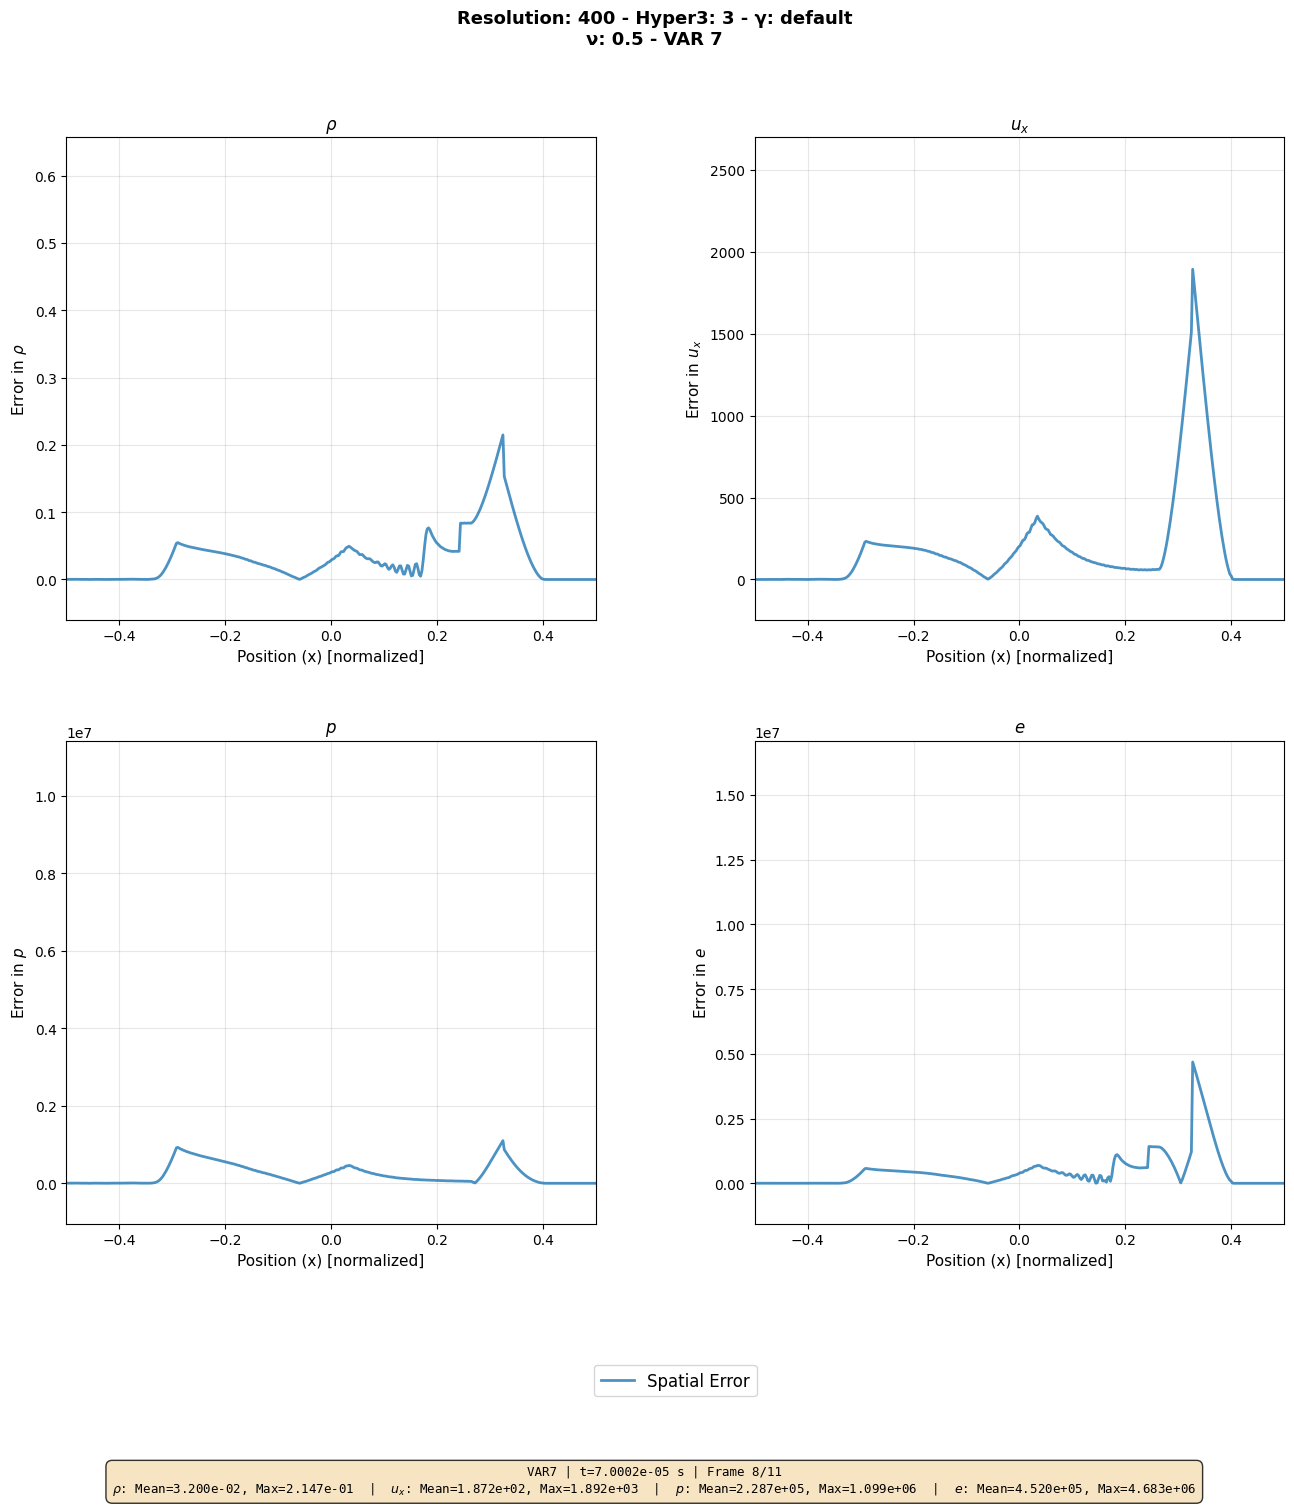 Resolution: 400 - Hyper3: 3 - γ: default
ν: 0.5 - VAR 7
ρ
Error in ρ
0.6
0.5
0.4
0.3
0.2
0.1
0.0
−0.4 −0.2 0.0 0.2 0.4
Position (x) [normalized]
u_x
Error in u_x
2500
2000
1500
1000
500
0
−0.4 −0.2 0.0 0.2 0.4
Position (x) [normalized]
p
1e7
Error in p
1.0
0.8
0.6
0.4
0.2
0.0
−0.4 −0.2 0.0 0.2 0.4
Position (x) [normalized]
e
1e7
Error in e
1.50
1.25
1.00
0.75
0.50
0.25
0.00
−0.4 −0.2 0.0 0.2 0.4
Position (x) [normalized]
Spatial Error
VAR7 | t=7.0002e-05 s | Frame 8/11
ρ: Mean=3.200e-02, Max=2.147e-01 | u_x: Mean=1.872e+02, Max=1.892e+03 | p: Mean=2.287e+05, Max=1.099e+06 | e: Mean=4.520e+05, Max=4.683e+06